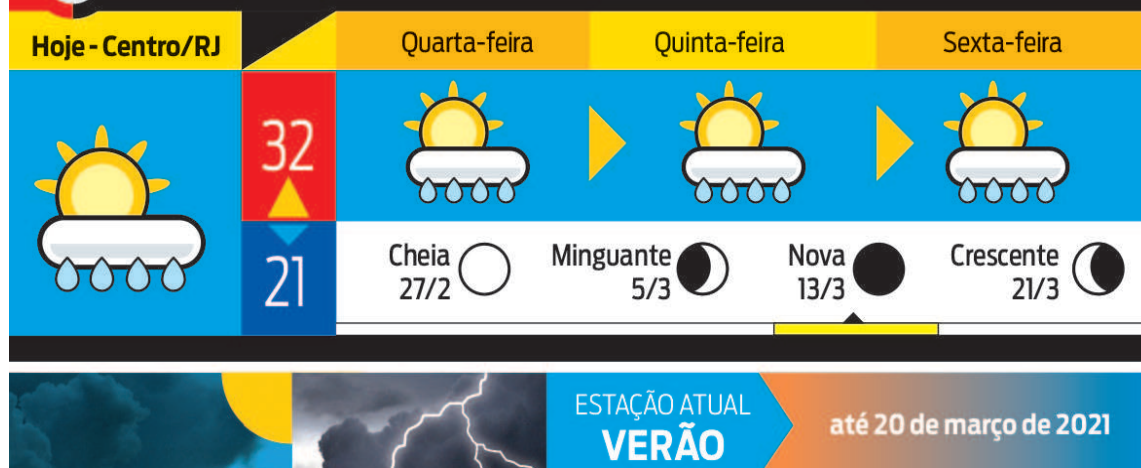 Hoje - Centro/RJ
Quarta-feira
Quinta-feira
Sexta-feira
32
21
Cheia
27/2
Minguante
5/3
Nova
13/3
Crescente
21/3
ESTAÇÃO ATUAL
VERÃO
até 20 de março de 2021